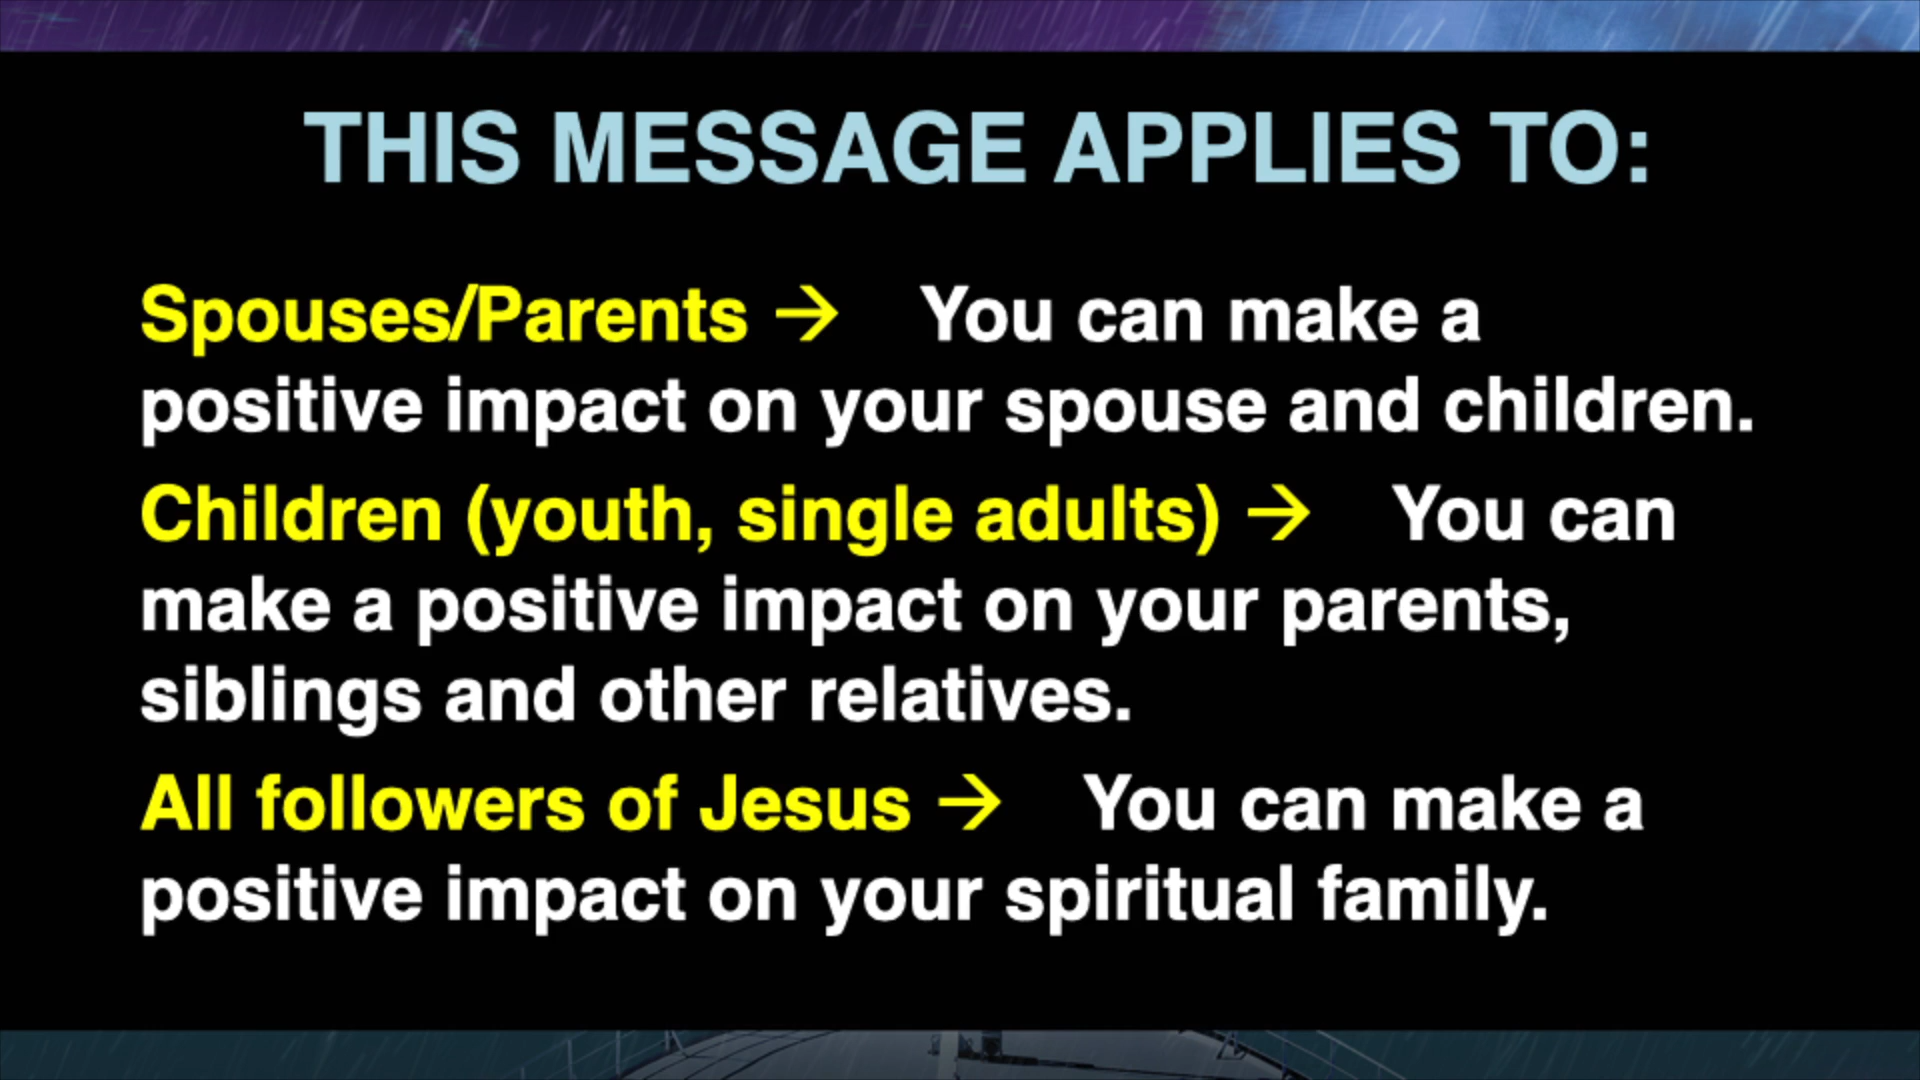 THIS MESSAGE APPLIES TO:
Spouses/Parents → You can make a
positive impact on your spouse and children.
Children (youth, single adults) → You can
make a positive impact on your parents,
siblings and other relatives.
All followers of Jesus → You can make a
positive impact on your spiritual family.